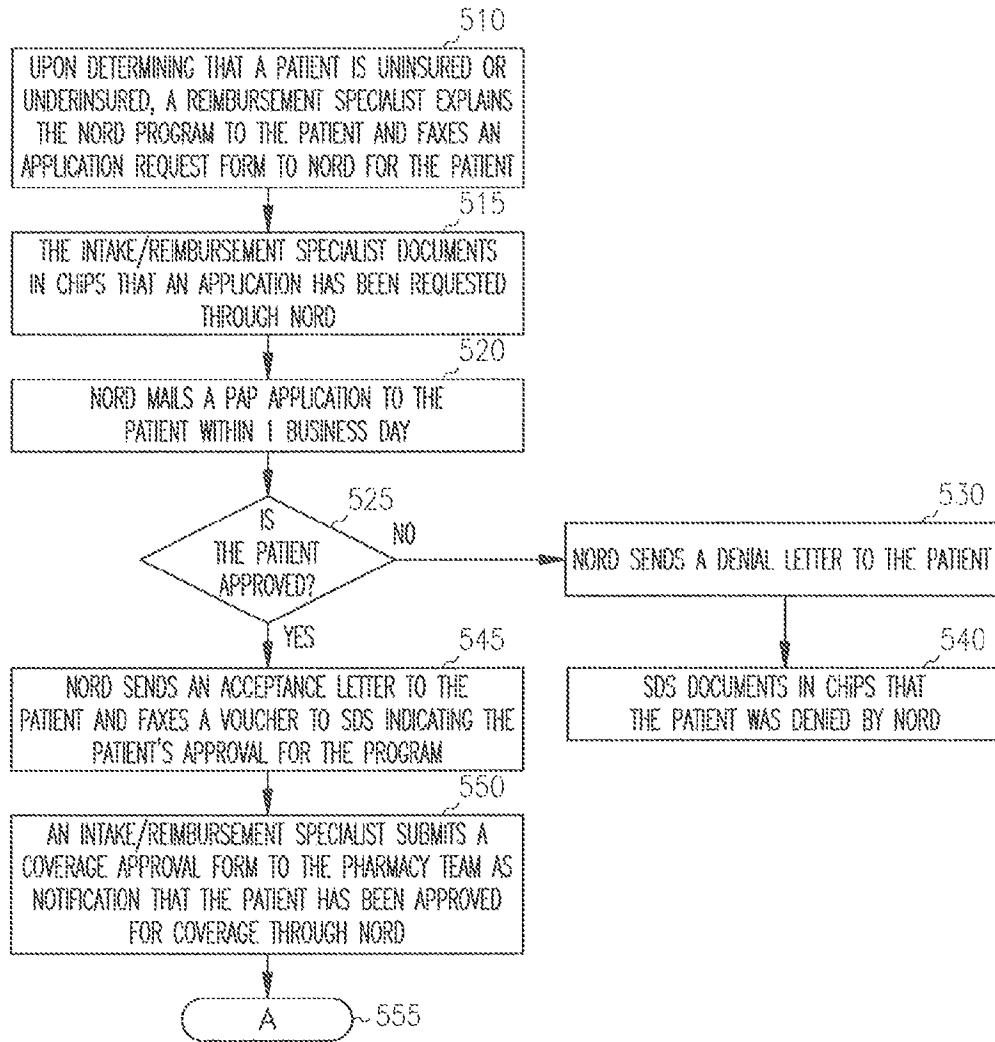 510
UPON DETERMINING THAT A PATIENT IS UNINSURED OR
UNDERINSURED, A REIMBURSEMENT SPECIALIST EXPLAINS
THE NORD PROGRAM TO THE PATIENT AND FAXES AN
APPLICATION REQUEST FORM TO NORD FOR THE PATIENT
515
THE INTAKE/REIMBURSEMENT SPECIALIST DOCUMENTS
IN CHIPS THAT AN APPLICATION HAS BEEN REQUESTED
THROUGH NORD
520
NORD MAILS A PAP APPLICATION TO THE
PATIENT WITHIN 1 BUSINESS DAY
525
IS
THE PATIENT
APPROVED?
NO
530
NORD SENDS A DENIAL LETTER TO THE PATIENT
540
SDS DOCUMENTS IN CHIPS THAT
THE PATIENT WAS DENIED BY NORD
YES
545
NORD SENDS AN ACCEPTANCE LETTER TO THE
PATIENT AND FAXES A VOUCHER TO SDS INDICATING THE
PATIENT'S APPROVAL FOR THE PROGRAM
550
AN INTAKE/REIMBURSEMENT SPECIALIST SUBMITS A
COVERAGE APPROVAL FORM TO THE PHARMACY TEAM AS
NOTIFICATION THAT THE PATIENT HAS BEEN APPROVED
FOR COVERAGE THROUGH NORD
A
555